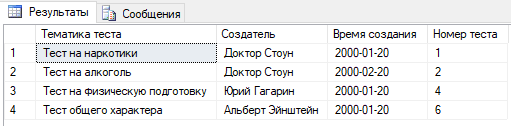 Результаты Сообщения
Тематика теста Создатель Время создания Номер теста
1 Тест на наркотики Доктор Стоун 2000-01-20 1
2 Тест на алкоголь Доктор Стоун 2000-02-20 2
3 Тест на физическую подготовку Юрий Гагарин 2000-01-20 4
4 Тест общего характера Альберт Эйнштейн 2000-01-20 6